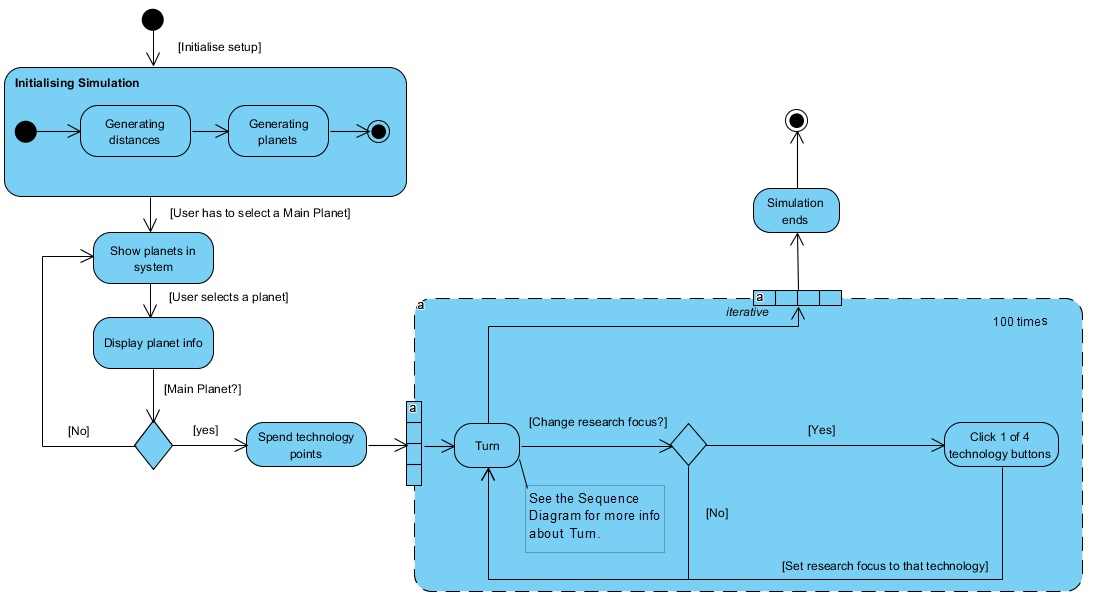 [Initialise setup]
Initialising Simulation
Generating
distances
Generating
planets
[User has to select a Main Planet]
Show planets in
system
[User selects a planet]
Display planet info
[Main Planet?]
[No]
[yes]
Spend technology
points
Simulation
ends
a
a
iterative
100 times
a
Turn
[Change research focus?]
[Yes]
Click 1 of 4
technology buttons
See the Sequence
Diagram for more info
about Turn.
[No]
[Set research focus to that technology]